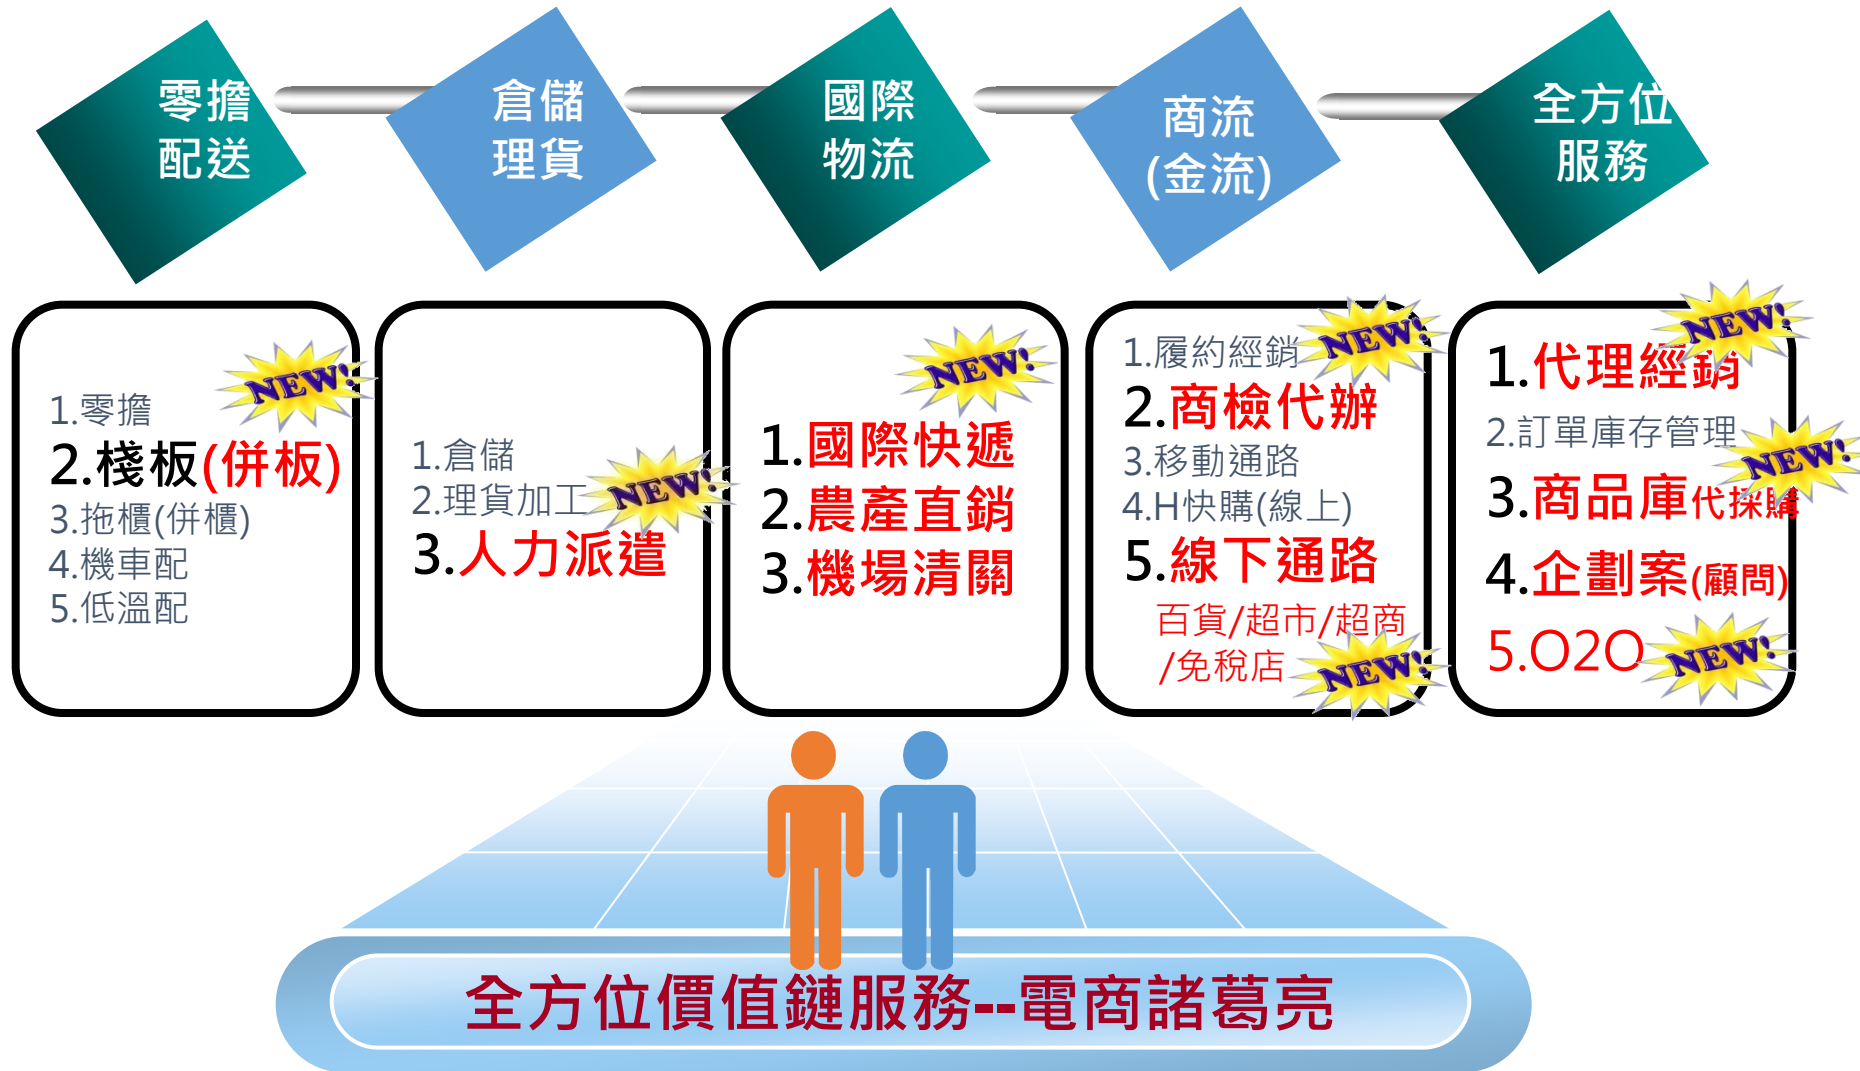 零擔
配送
倉儲
理貨
國際
物流
商流
(金流)
全方位
服務
NEW!
1.零擔
2.棧板(併板)
3.拖櫃(併櫃)
4.機車配
5.低溫配
1.倉儲
2.理貨加工
NEW!
3.人力派遣
NEW!
1.國際快遞
2.農產直銷
3.機場清關
1.履約經銷
NEW!
2.商檢代辦
3.移動通路
4.H快購(線上)
5.線下通路
百貨/超市/超商
/免稅店
NEW!
NEW!
1.代理經銷
2.訂單庫存管理
NEW!
3.商品庫代採購
4.企劃案(顧問)
5.O2O
NEW!
全方位價值鏈服務--電商諸葛亮